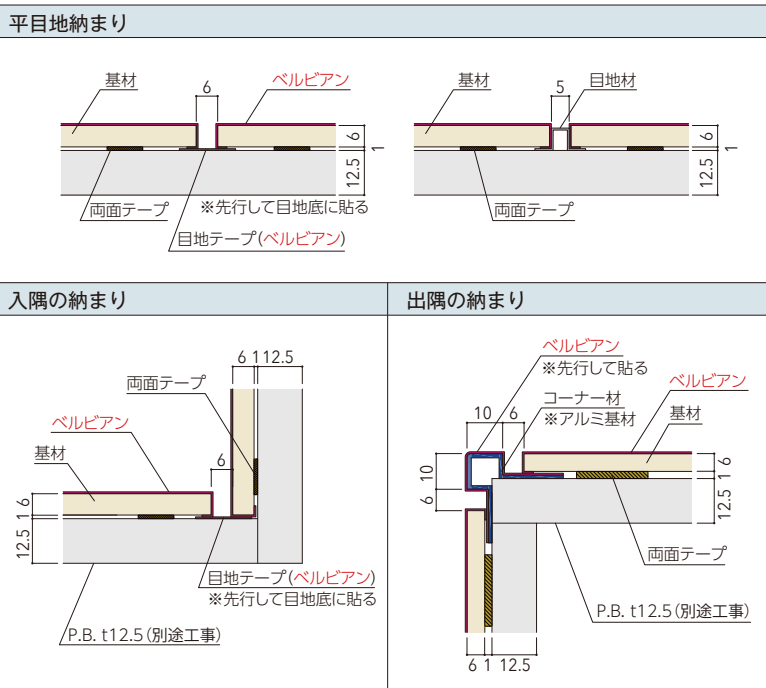 平目地納まり
基材
6
ベルビアン
6
1
12.5
両面テープ
※先行して目地底に貼る
目地テープ(ベルビアン)
基材
5
目地材
6
1
12.5
両面テープ
入隅の納まり
6 1 12.5
両面テープ
ベルビアン
基材
6
1 6
12.5
目地テープ(ベルビアン)
※先行して目地底に貼る
P.B. t12.5(別途工事)
出隅の納まり
ベルビアン
※先行して貼る
ベルビアン
コーナー材
※アルミ基材
基材
10 6
10
6
1 6
12.5
両面テープ
P.B. t12.5(別途工事)
6 1 12.5